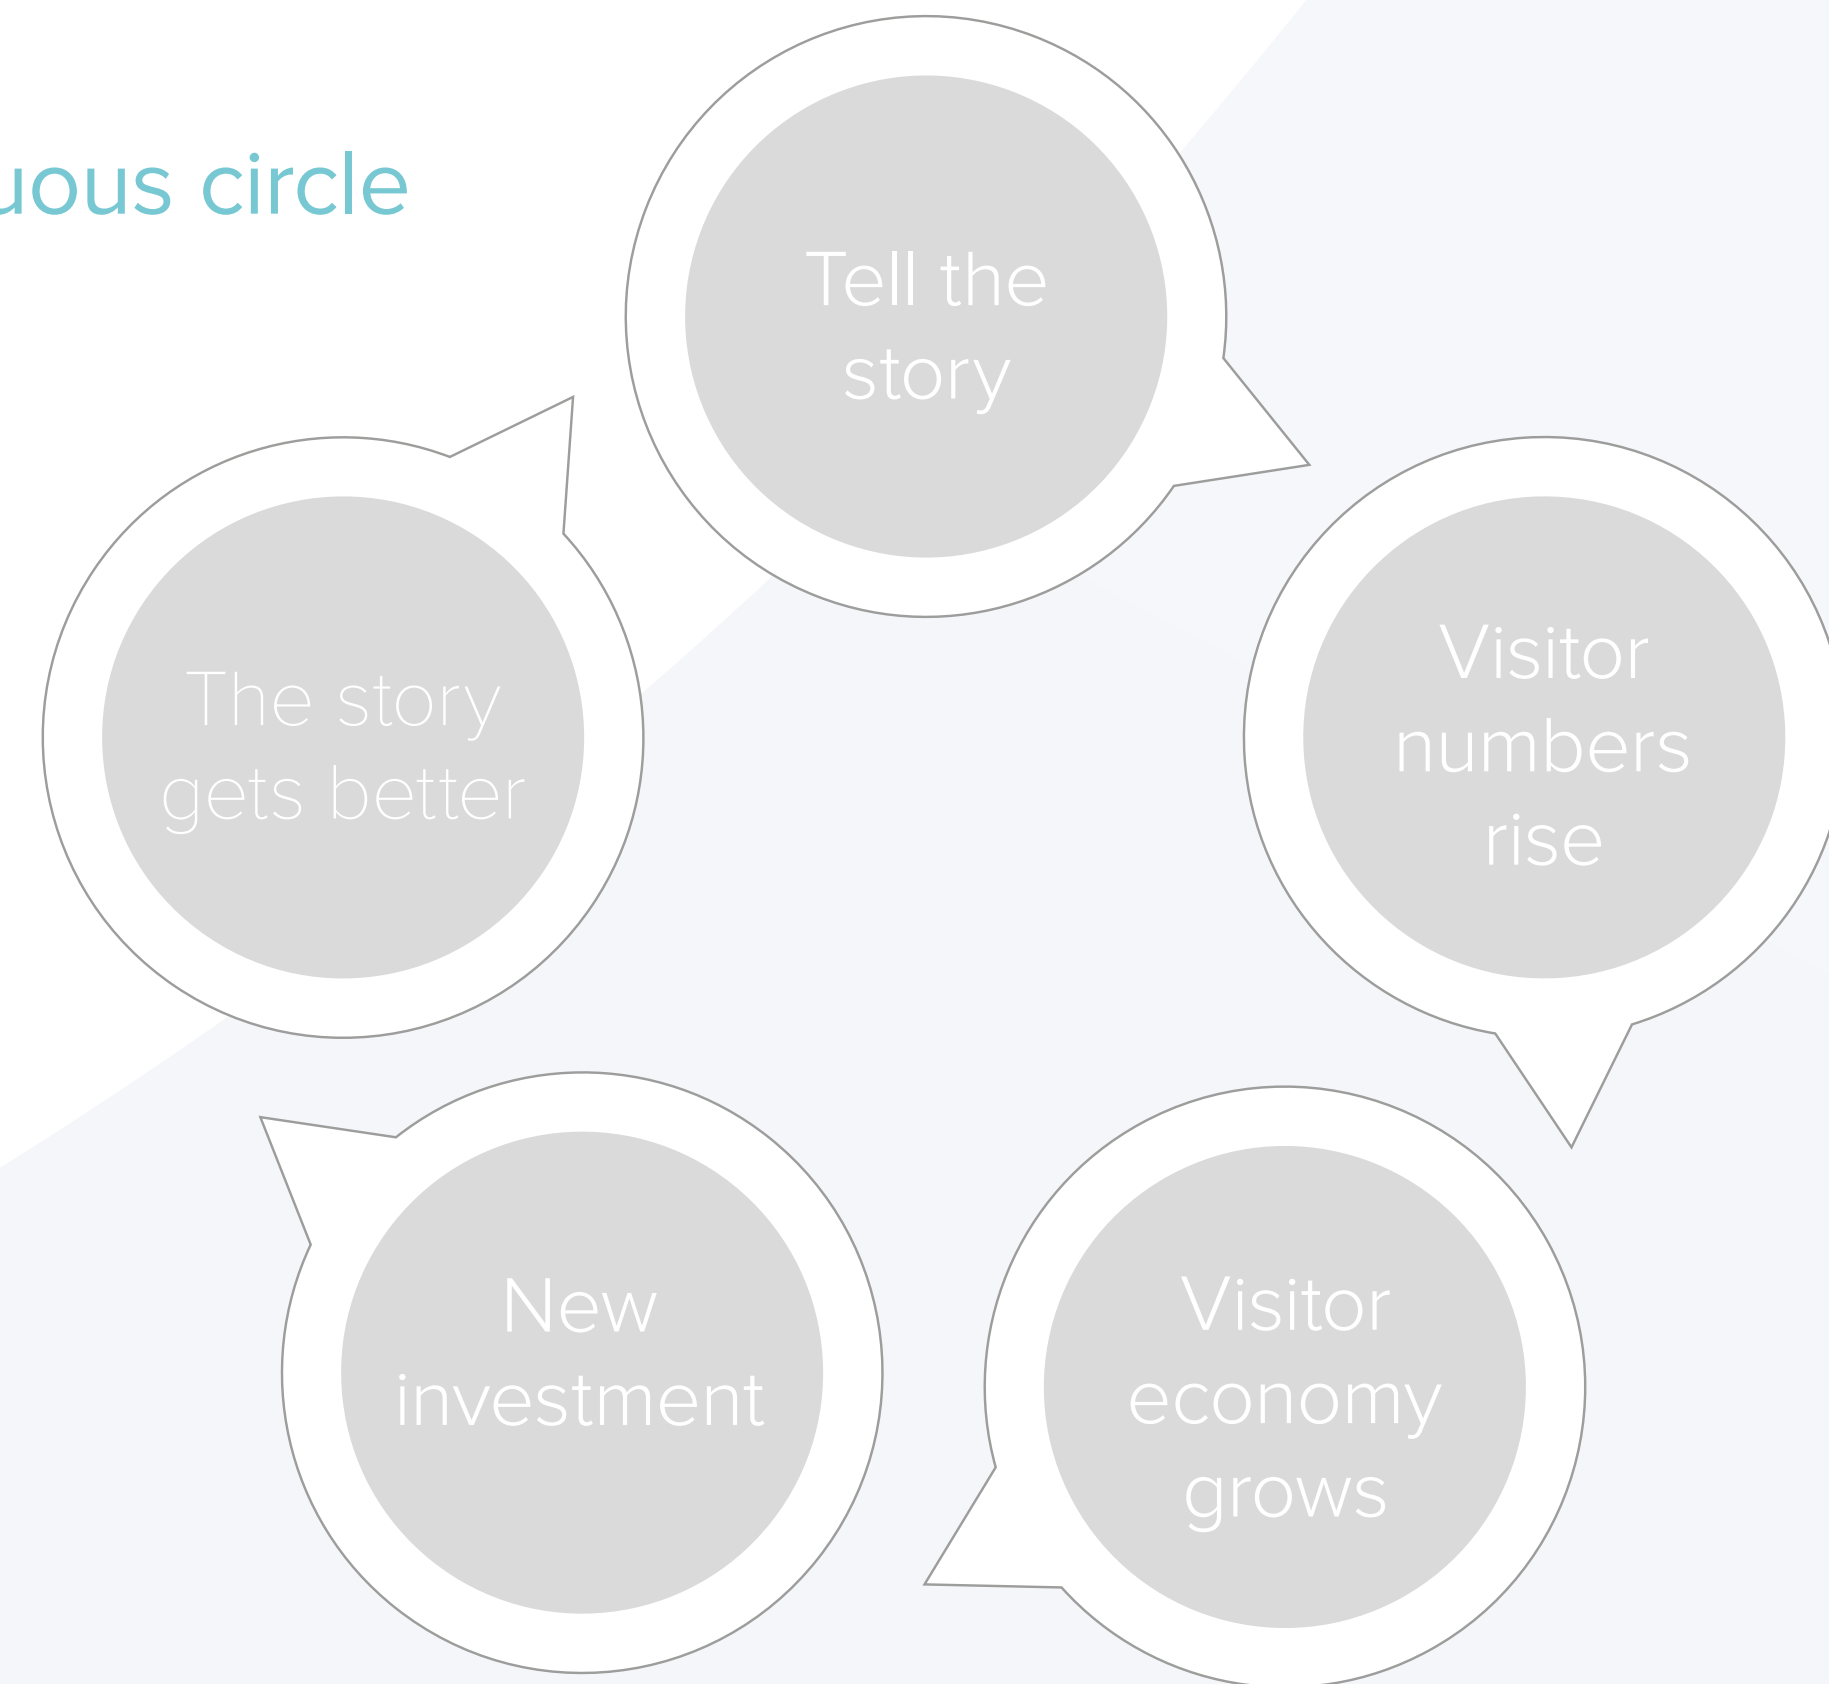 uous circle
Tell the
story
Visitor
numbers
rise
Visitor
economy
grows
New
investment
The story
gets better